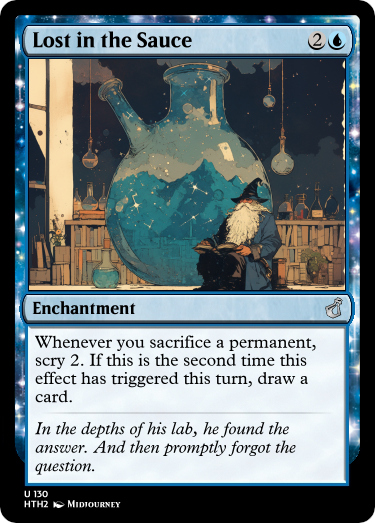 Lost in the Sauce 2
Enchantment
Whenever you sacrifice a permanent,
scry 2. If this is the second time this
effect has triggered this turn, draw a
card.
In the depths of his lab, he found the
answer. And then promptly forgot the
question.
U 130
HTH2 MIDJOURNEY